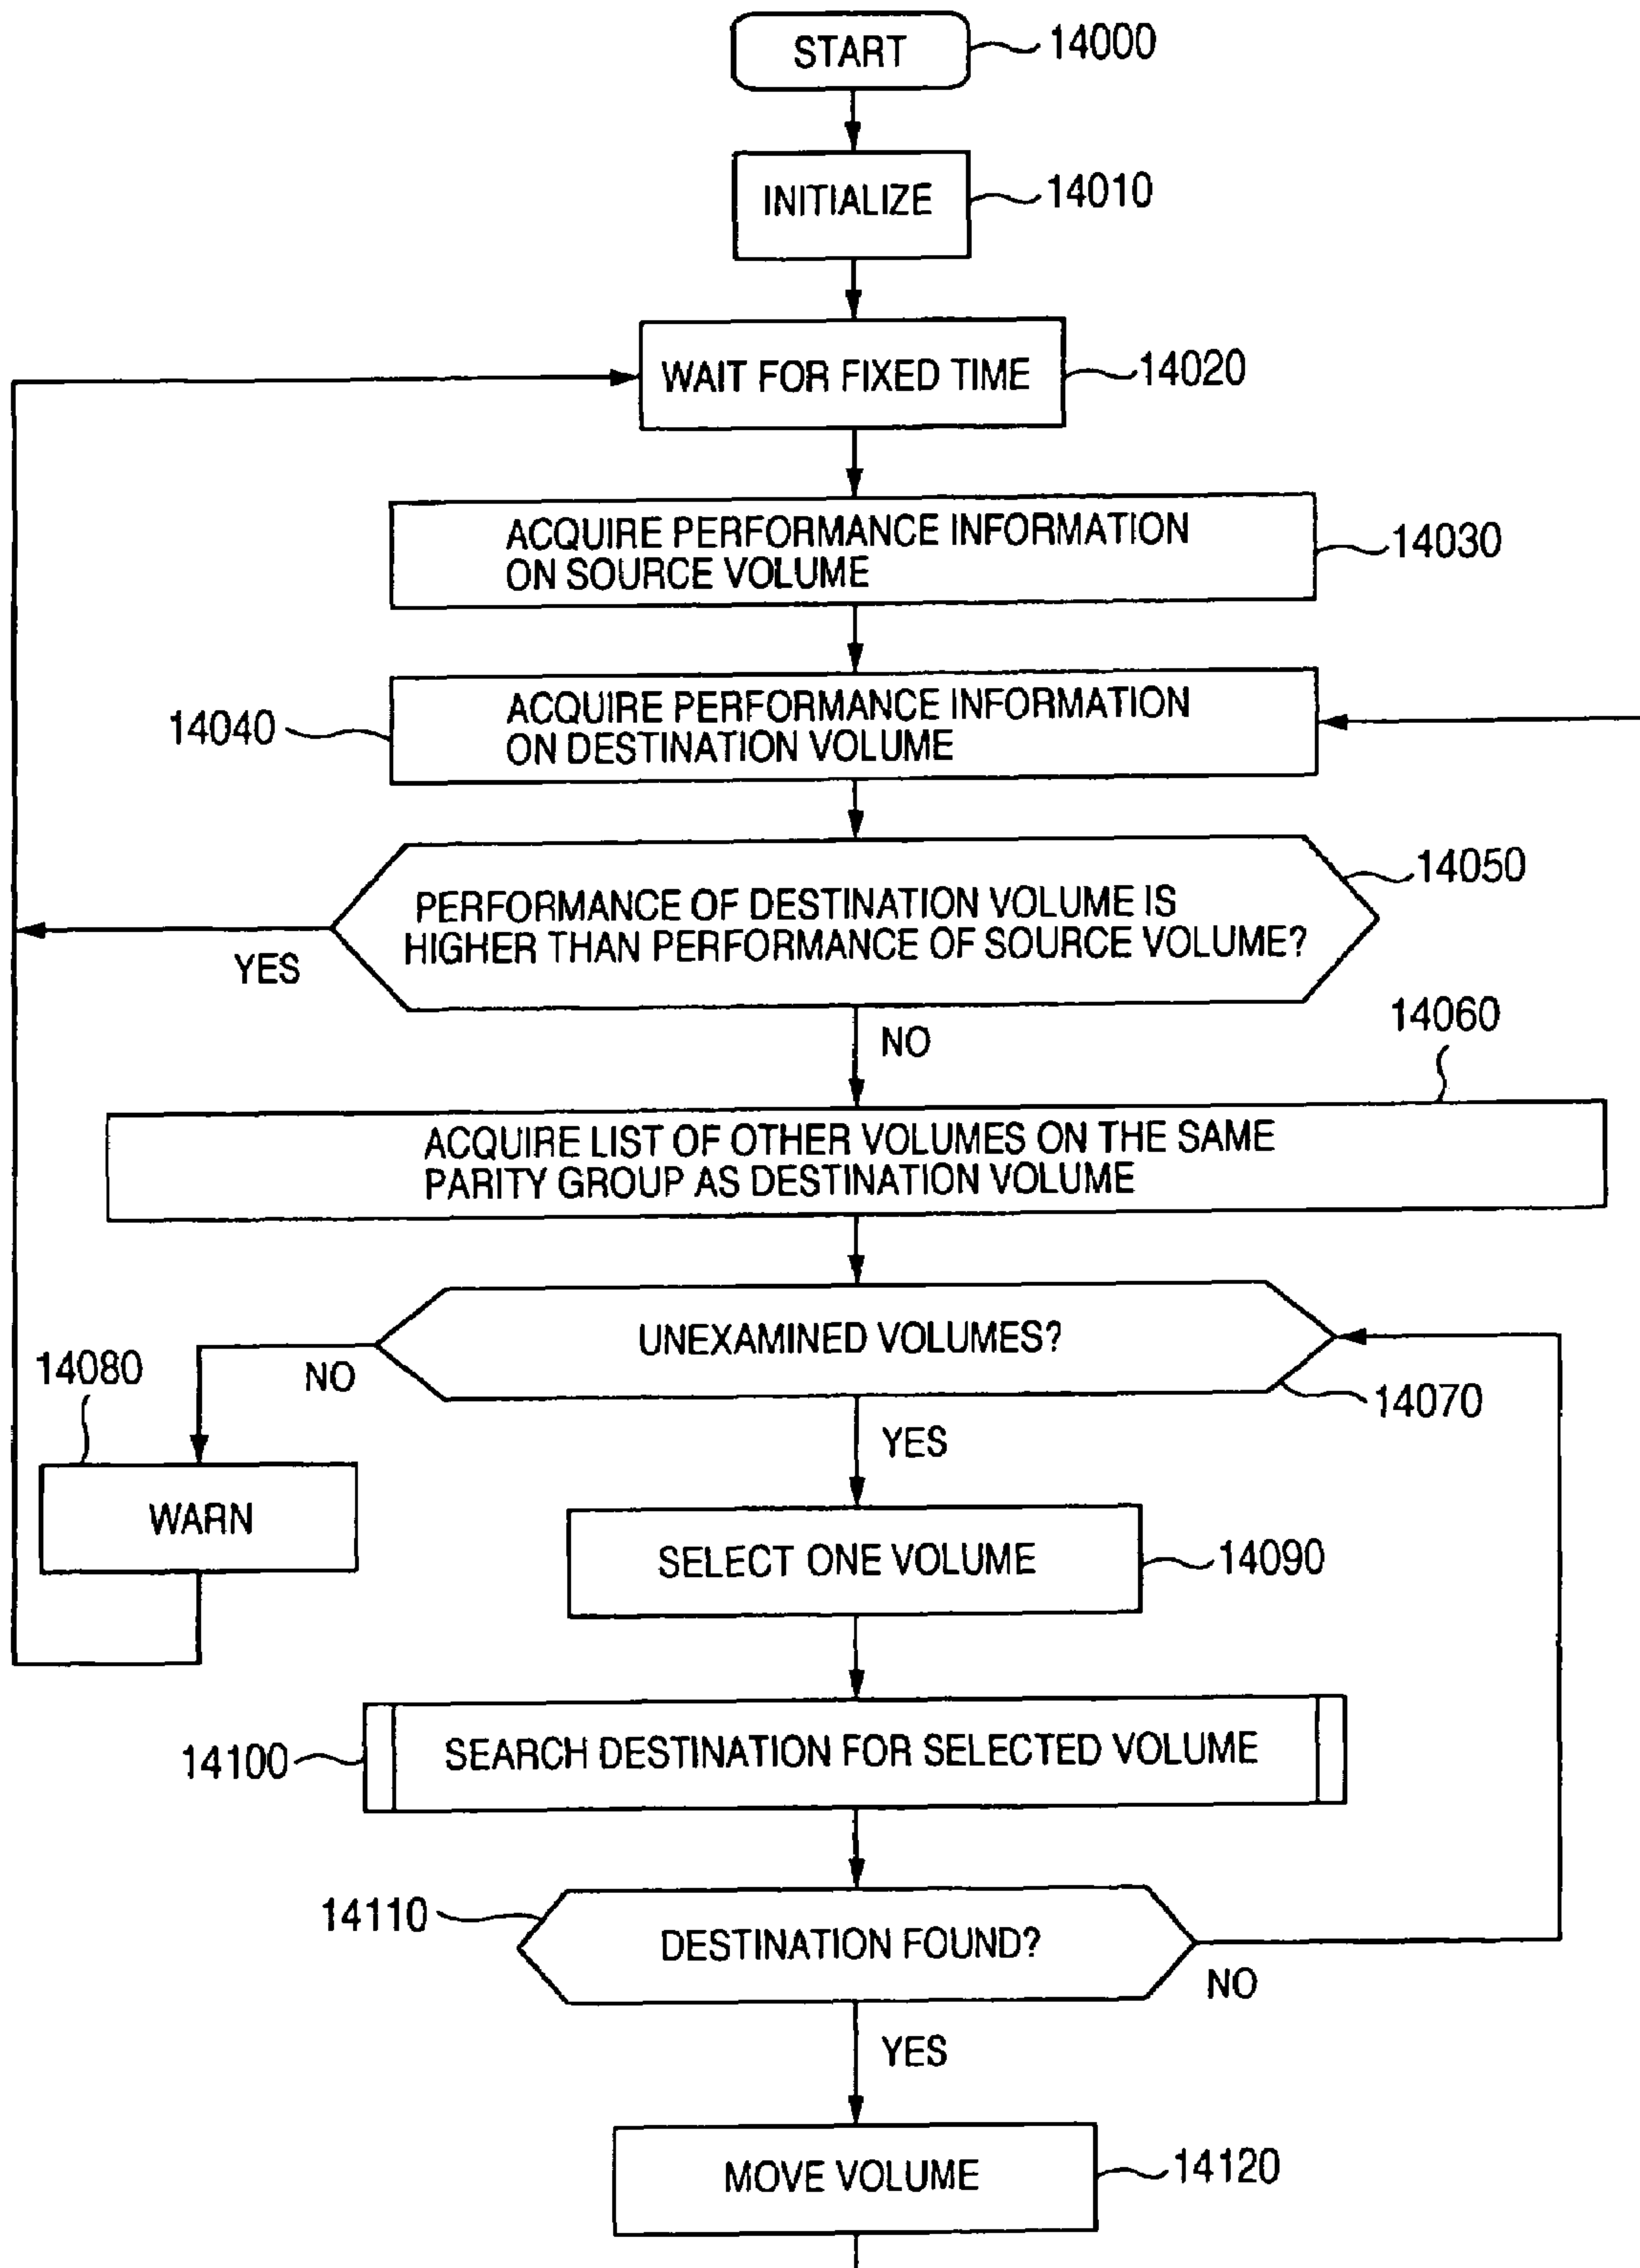 START
14000
INITIALIZE
14010
WAIT FOR FIXED TIME
14020
ACQUIRE PERFORMANCE INFORMATION
ON SOURCE VOLUME
14030
ACQUIRE PERFORMANCE INFORMATION
ON DESTINATION VOLUME
14040
PERFORMANCE OF DESTINATION VOLUME IS
HIGHER THAN PERFORMANCE OF SOURCE VOLUME?
14050
YES
NO
14060
ACQUIRE LIST OF OTHER VOLUMES ON THE SAME
PARITY GROUP AS DESTINATION VOLUME
UNEXAMINED VOLUMES?
14070
NO
14080
WARN
YES
SELECT ONE VOLUME
14090
14100
SEARCH DESTINATION FOR SELECTED VOLUME
14110
DESTINATION FOUND?
NO
YES
MOVE VOLUME
14120